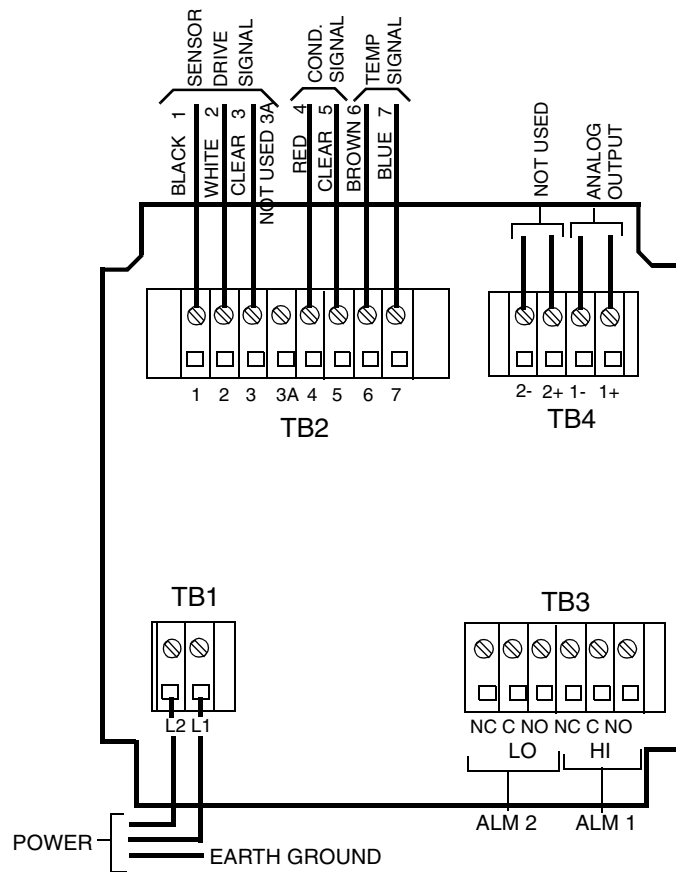 SENSOR
DRIVE
SIGNAL
COND.
SIGNAL
TEMP
SIGNAL
BLACK 1
WHITE 2
CLEAR 3
NOT USED 3A
RED 4
CLEAR 5
BROWN 6
BLUE 7
NOT USED
ANALOG
OUTPUT
1 2 3 3A 4 5 6 7
TB2
2- 2+ 1- 1+
TB4
TB1
L2 L1
TB3
NC C NO NC C NO
LO HI
ALM 2 ALM 1
POWER
EARTH GROUND